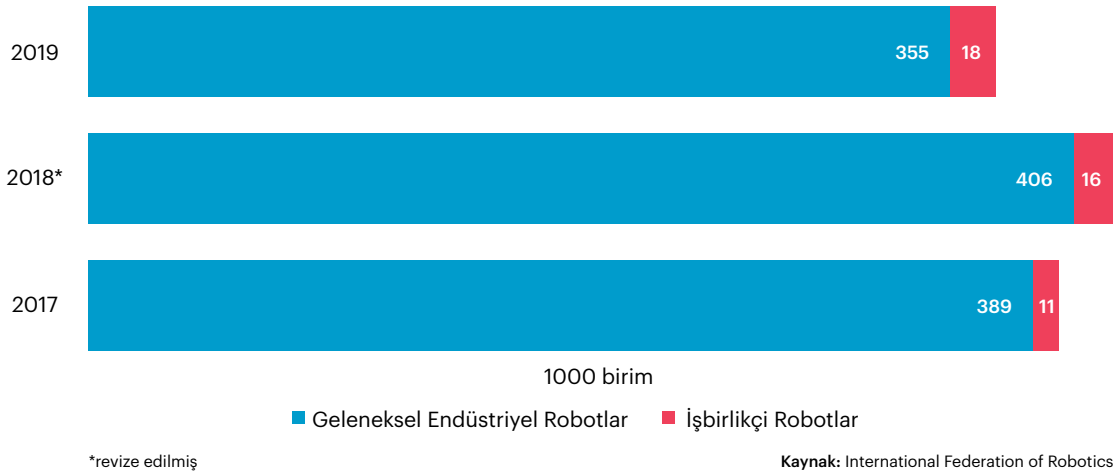 2019
355 18
2018*
406 16
2017
389 11
1000 birim
Geleneksel Endüstriyel Robotlar İşbirlikçi Robotlar
*revize edilmiş
Kaynak: International Federation of Robotics